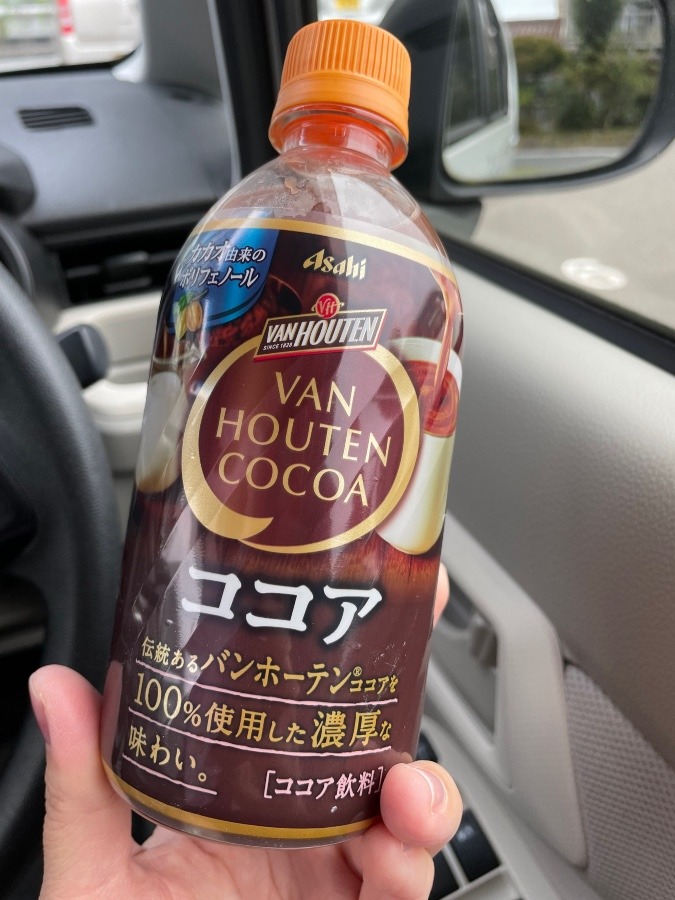 カカオ由来の
ポリフェノール
Asahi
VH
VAN HOUTEN
SINCE 1828
VAN
HOUTEN
COCOA
ココア
伝統あるバンホーテン®ココアを
100%使用した濃厚な
味わい。
[ココア飲料]